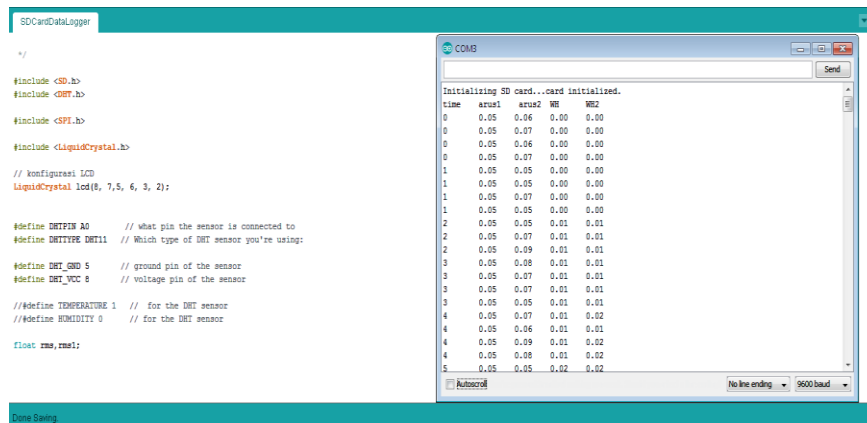 SDCardDataLogger
*/
#include <SD.h>
#include <DHT.h>
#include <SPI.h>
#include <LiquidCrystal.h>
// konfigurasi LCD
LiquidCrystal lcd(8, 7,5, 6, 3, 2);
#define DHTPIN A0 // what pin the sensor is connected to
#define DHTTYPE DHT11 // Which type of DHT sensor you're using:
#define DHT_GND 5 // ground pin of the sensor
#define DHT_VCC 8 // voltage pin of the sensor
//#define TEMPERATURE 1 // for the DHT sensor
//#define HUMIDITY 0 // for the DHT sensor
float rms,rms1;
Done Saving.
COM3
Send
Initializing SD card...card initialized.
time arus1 arus2 WH WH2
0 0.05 0.06 0.00 0.00
0 0.05 0.07 0.00 0.00
0 0.05 0.06 0.00 0.00
0 0.05 0.07 0.00 0.00
1 0.05 0.05 0.00 0.00
1 0.05 0.05 0.00 0.00
1 0.05 0.07 0.00 0.00
1 0.05 0.05 0.00 0.00
2 0.05 0.05 0.01 0.01
2 0.05 0.07 0.01 0.01
2 0.05 0.09 0.01 0.01
3 0.05 0.08 0.01 0.01
3 0.05 0.07 0.01 0.01
3 0.05 0.07 0.01 0.01
3 0.05 0.05 0.01 0.01
4 0.05 0.07 0.01 0.02
4 0.05 0.06 0.01 0.01
4 0.05 0.09 0.01 0.02
4 0.05 0.08 0.01 0.02
5 0.05 0.05 0.02 0.02
Autoscroll
No line ending
9600 baud